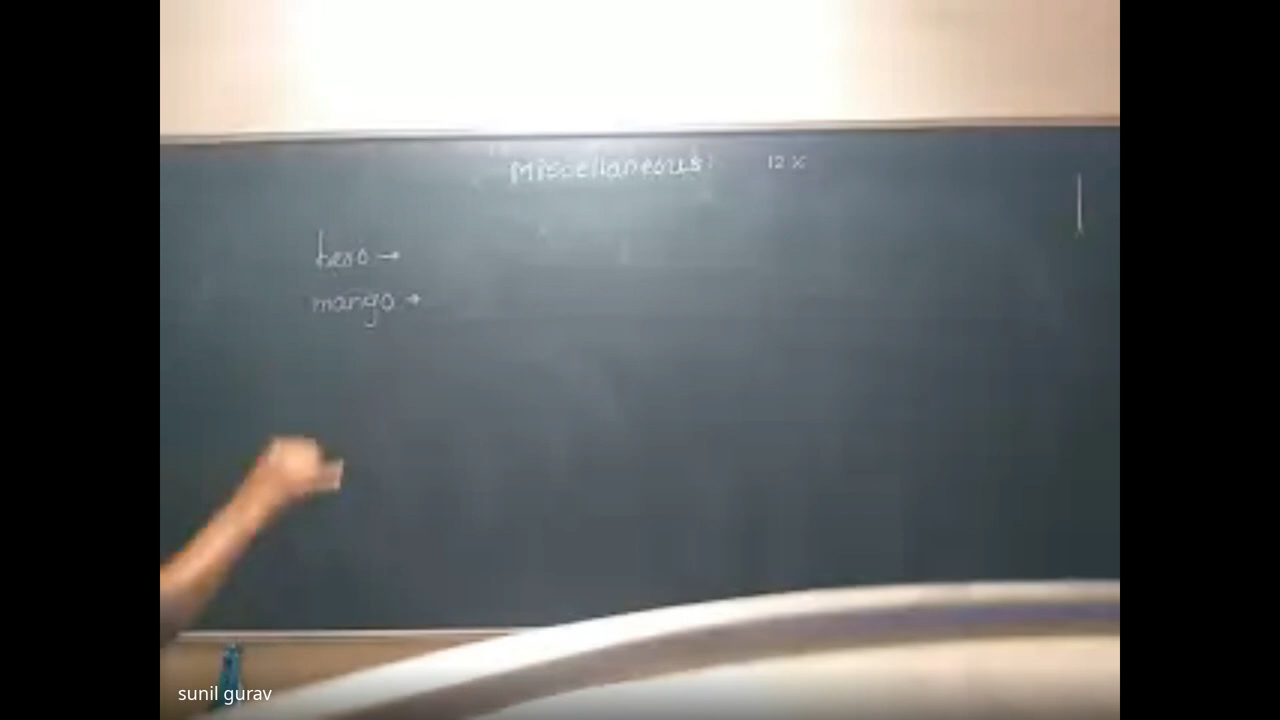 Miscellaneous: 12 X
hero →
mango →
sunil gurav